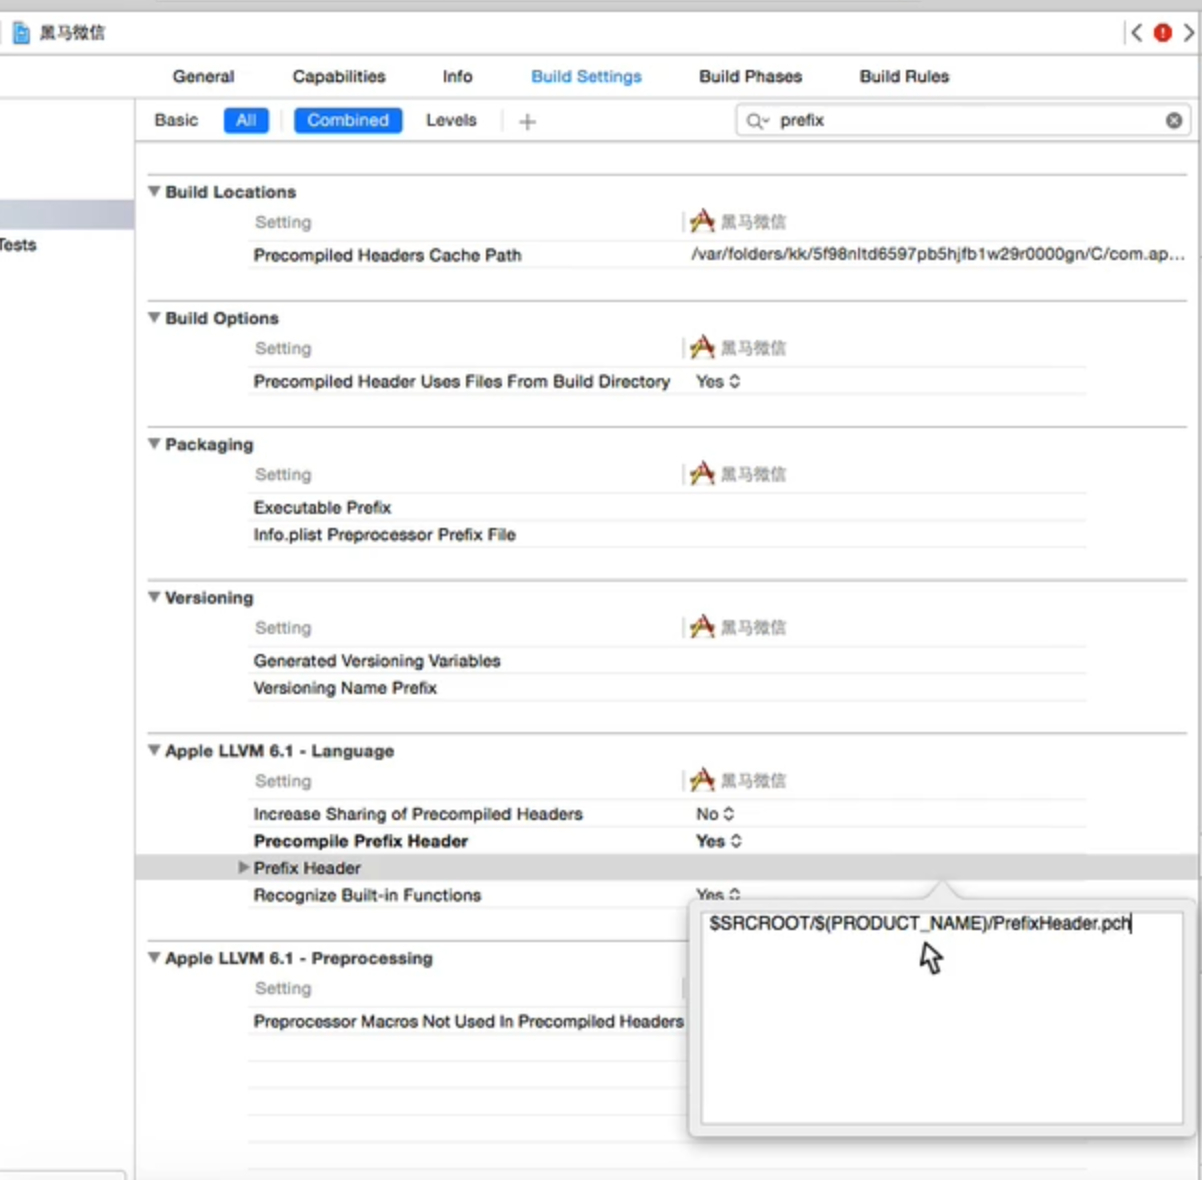 黑马微信
General Capabilities Info Build Settings Build Phases Build Rules
Basic All Combined Levels prefix
Build Locations
Setting 黑马微信
Tests
Precompiled Headers Cache Path /var/folders/kk/5f98nltd6597pb5hjfb1w29r0000gn/C/com.ap...
Build Options
Setting 黑马微信
Precompiled Header Uses Files From Build Directory Yes
Packaging
Setting 黑马微信
Executable Prefix
Info.plist Preprocessor Prefix File
Versioning
Setting 黑马微信
Generated Versioning Variables
Versioning Name Prefix
Apple LLVM 6.1 - Language
Setting 黑马微信
Increase Sharing of Precompiled Headers No
Precompile Prefix Header Yes
Prefix Header
Recognize Built-in Functions Yes
$SRCROOT/$(PRODUCT_NAME)/PrefixHeader.pch
Apple LLVM 6.1 - Preprocessing
Setting
Preprocessor Macros Not Used In Precompiled Headers